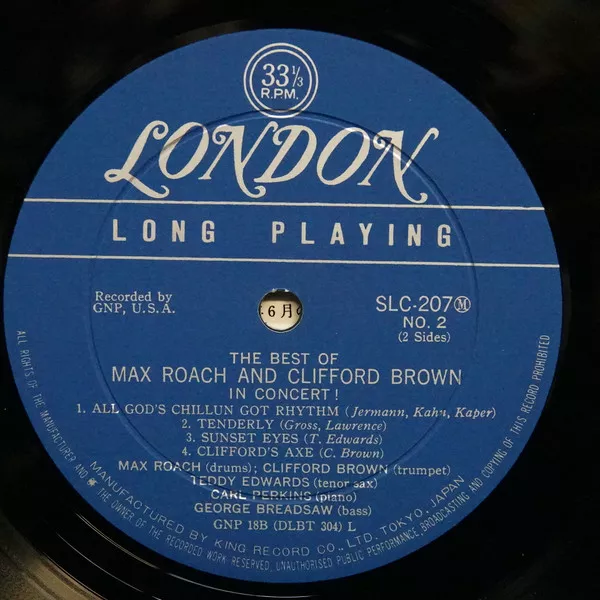 33 1/3
R.P.M.
LONDON
LONG PLAYING
Recorded by
GNP, U.S.A.
6月
SLC-207Ⓜ
NO. 2
(2 Sides)
THE BEST OF
MAX ROACH AND CLIFFORD BROWN
IN CONCERT!
1. ALL GOD'S CHILLUN GOT RHYTHM (Jermann, Kahu, Kaper)
2. TENDERLY (Gross, Lawrence)
3. SUNSET EYES (T. Edwards)
4. CLIFFORD'S AXE (C. Brown)
MAX ROACH (drums); CLIFFORD BROWN (trumpet)
TEDDY EDWARDS (tenor sax)
CARL PERKINS (piano)
GEORGE BREADSAW (bass)
GNP 18B (DLBT 304) L
MANUFACTURED BY KING RECORD CO., LTD. TOKYO, JAPAN
ALL RIGHTS OF THE MANUFACTURER AND OF THE OWNER OF THE RECORDED WORK RESERVED. UNAUTHORISED PUBLIC PERFORMANCE, BROADCASTING AND COPYING OF THIS RECORD PROHIBITED